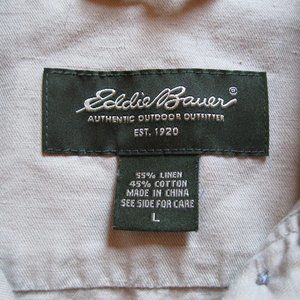 Eddie Bauer®
AUTHENTIC OUTDOOR OUTFITTER
EST. 1920
55% LINEN
45% COTTON
MADE IN CHINA
SEE SIDE FOR CARE
L